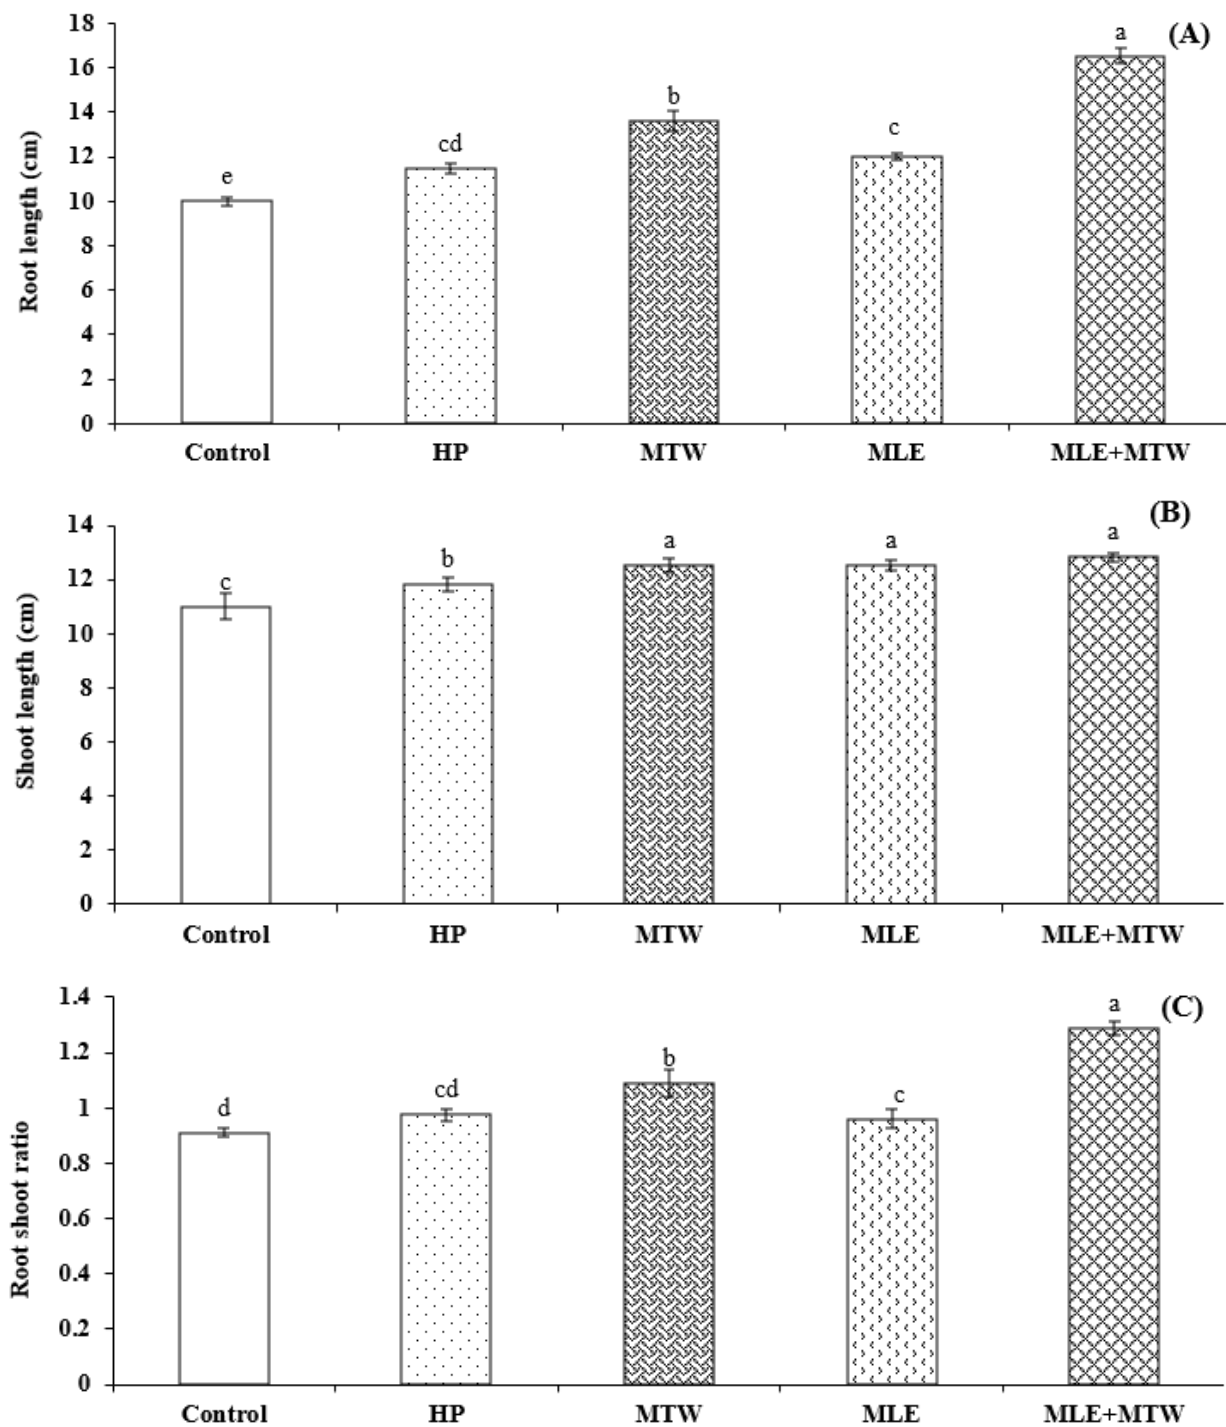 (A)
Root length (cm)
18
16
14
12
10
8
6
4
2
0
e
cd
b
c
a
Control HP MTW MLE MLE+MTW
(B)
Shoot length (cm)
14
12
10
8
6
4
2
0
c
b
a
a
a
Control HP MTW MLE MLE+MTW
(C)
Root shoot ratio
1.4
1.2
1
0.8
0.6
0.4
0.2
0
d
cd
b
c
a
Control HP MTW MLE MLE+MTW